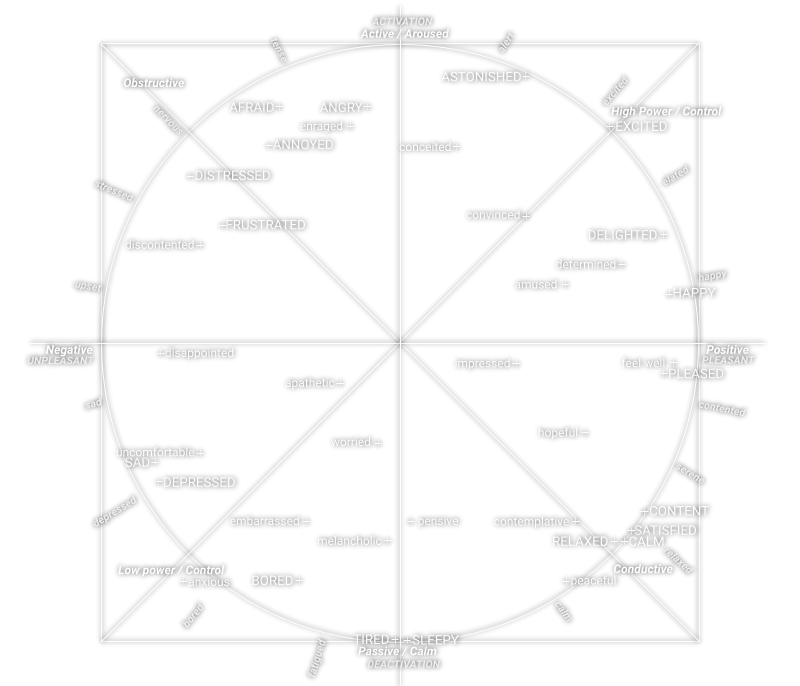 ACTIVATION
Active / Aroused
tense
alert
ASTONISHED+
Obstructive
excited
AFRAID+
ANGRY+
High Power / Control
nervous
enraged +
+EXCITED
+ANNOYED
conceited+
+DISTRESSED
elated
stressed
convinced+
+FRUSTRATED
DELIGHTED+
discontented+
determined+
happy
upset
amused +
+HAPPY
Negative
UNPLEASANT
Positive
PLEASANT
+disappointed
impressed+
feel well +
+PLEASED
apathetic+
sad
contented
worried +
hopeful+
uncomfortable+
SAD+
serene
+DEPRESSED
depressed
+CONTENT
embarrassed+
+ pensive
contemplative+
+SATISFIED
melancholic+
RELAXED+
+CALM
relaxed
Low power / Control
Conductive
+anxious
BORED+
+peaceful
bored
calm
TIRED+
+SLEEPY
Passive / Calm
fatigued
DEACTIVATION